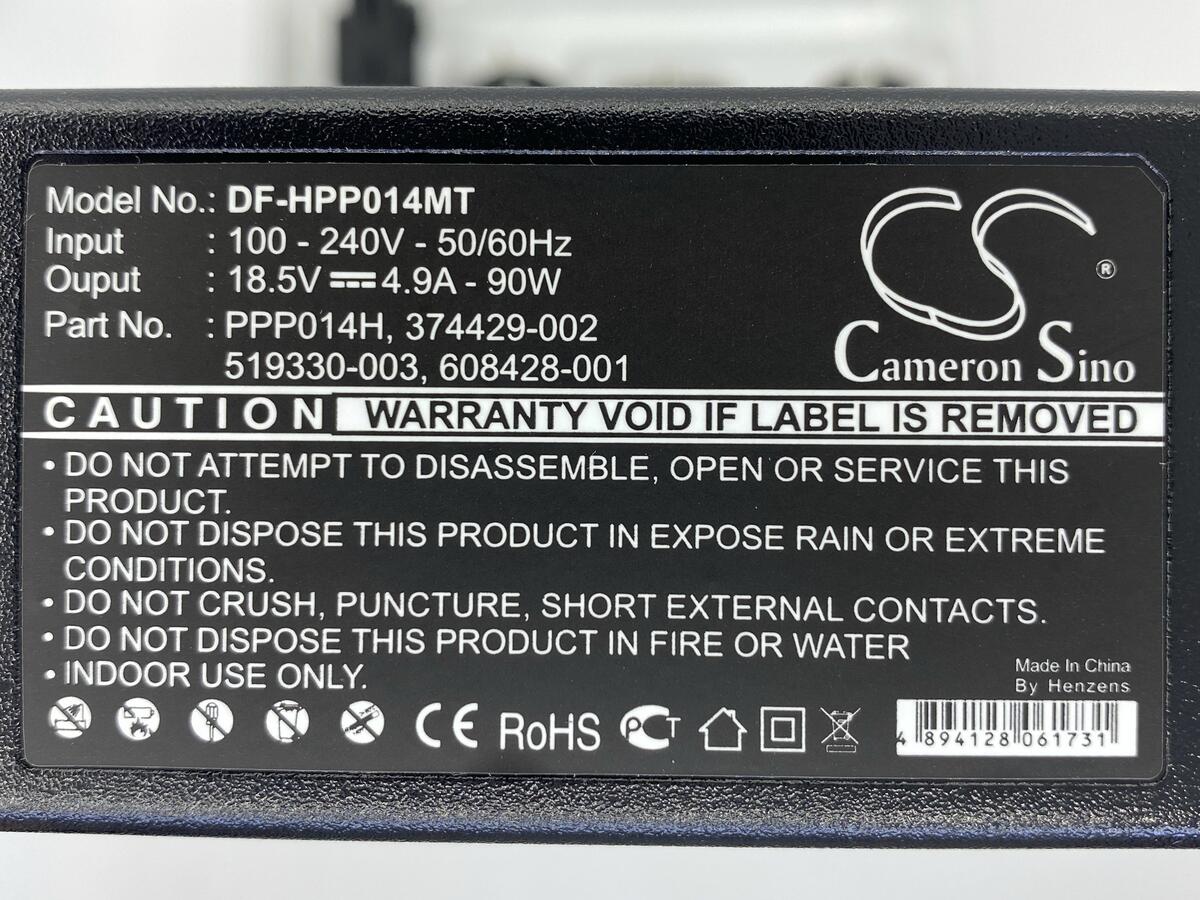 Model No.: DF-HPP014MT
Input : 100 - 240V - 50/60Hz
Ouput : 18.5V ⎓ 4.9A - 90W
Part No. : PPP014H, 374429-002
519330-003, 608428-001
CS
®
Cameron Sino
CAUTION WARRANTY VOID IF LABEL IS REMOVED
• DO NOT ATTEMPT TO DISASSEMBLE, OPEN OR SERVICE THIS
PRODUCT.
• DO NOT DISPOSE THIS PRODUCT IN EXPOSE RAIN OR EXTREME
CONDITIONS.
• DO NOT CRUSH, PUNCTURE, SHORT EXTERNAL CONTACTS.
• DO NOT DISPOSE THIS PRODUCT IN FIRE OR WATER
• INDOOR USE ONLY.
Made In China
By Henzens
CE RoHS PCT
4 894128 061731